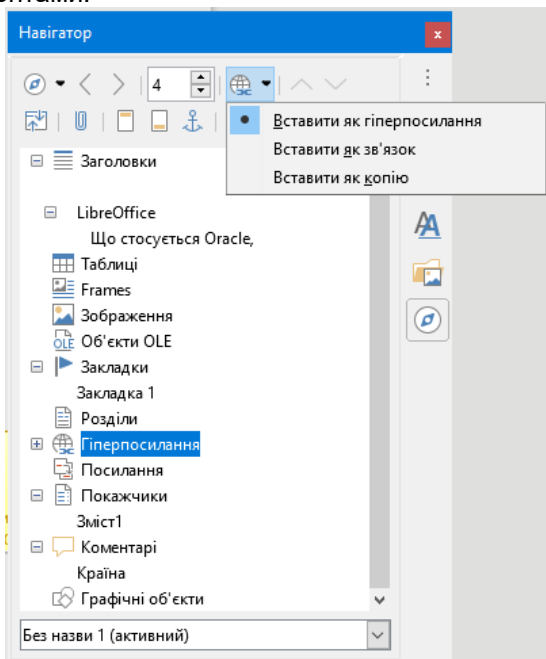 Навігатор
4
Вставити як гіперпосилання
Вставити як зв'язок
Вставити як копію
Заголовки
LibreOffice
Що стосується Oracle,
Таблиці
Frames
Зображення
OLE Об'єкти OLE
Закладки
Закладка 1
Розділи
Гіперпосилання
Посилання
Покажчики
Зміст1
Коментарі
Країна
Графічні об'єкти
Без назви 1 (активний)